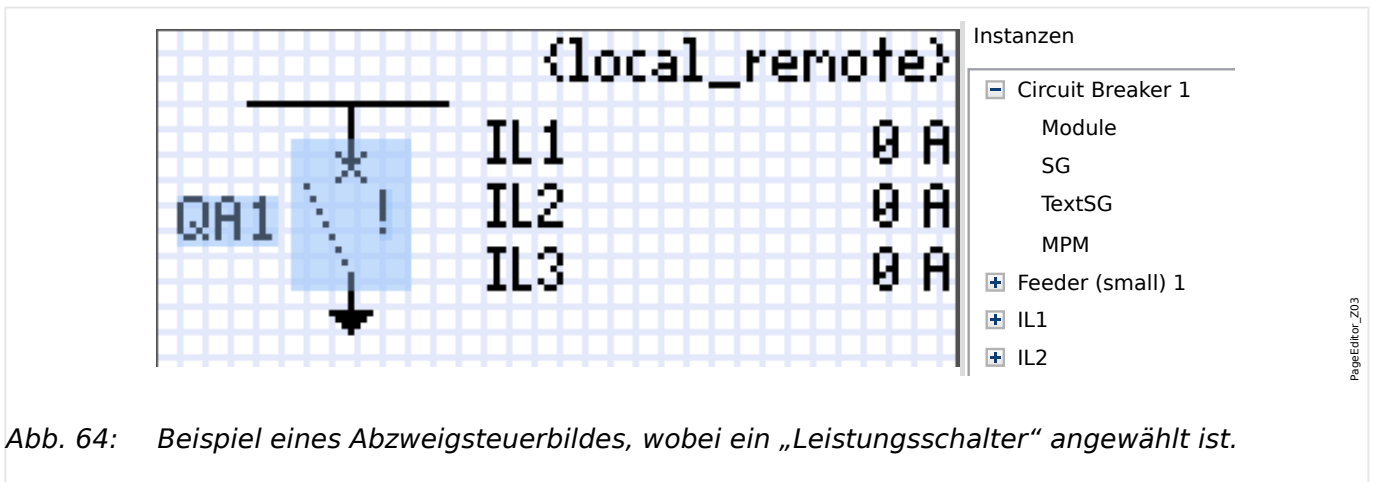 {local_remote}
IL1 0 A
QA1 ! IL2 0 A
IL3 0 A
Instanzen
Circuit Breaker 1
Module
SG
TextSG
MPM
Feeder (small) 1
IL1
IL2
PageEditor_Z03
Abb. 64: Beispiel eines Abzweigsteuerbildes, wobei ein „Leistungsschalter“ angewählt ist.